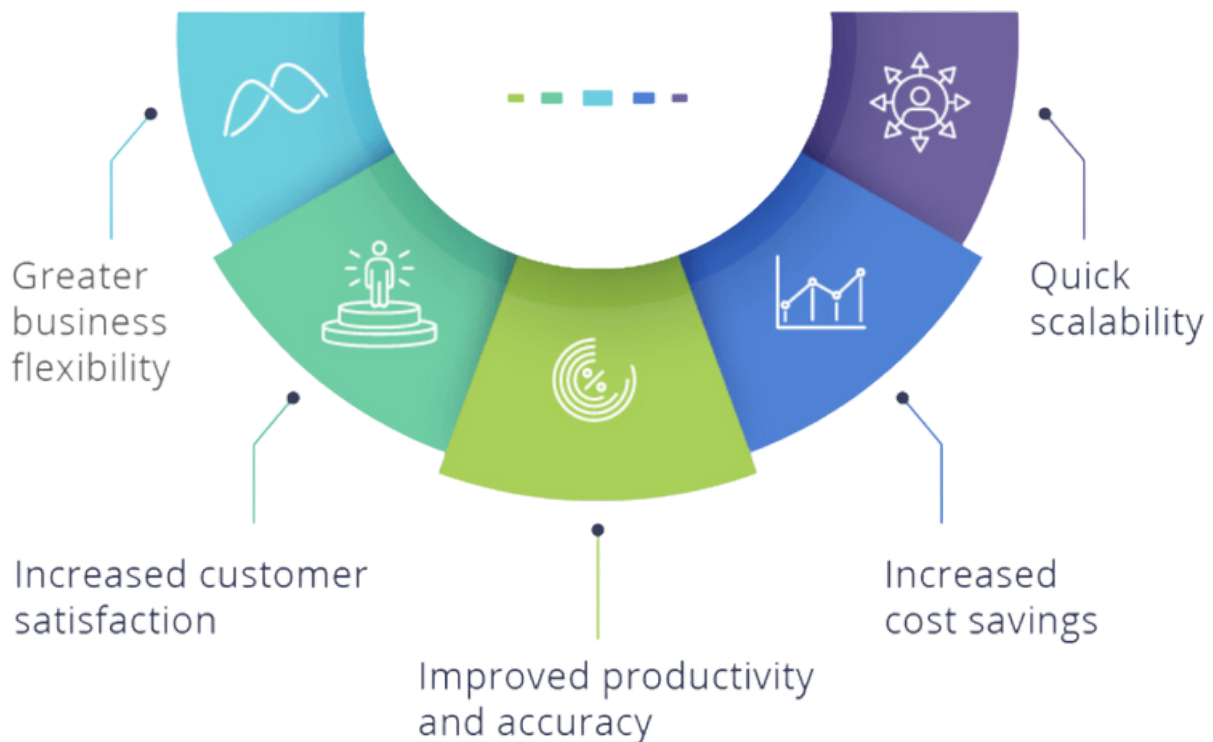 Greater
business
flexibility
Increased customer
satisfaction
Improved productivity
and accuracy
Increased
cost savings
Quick
scalability
%